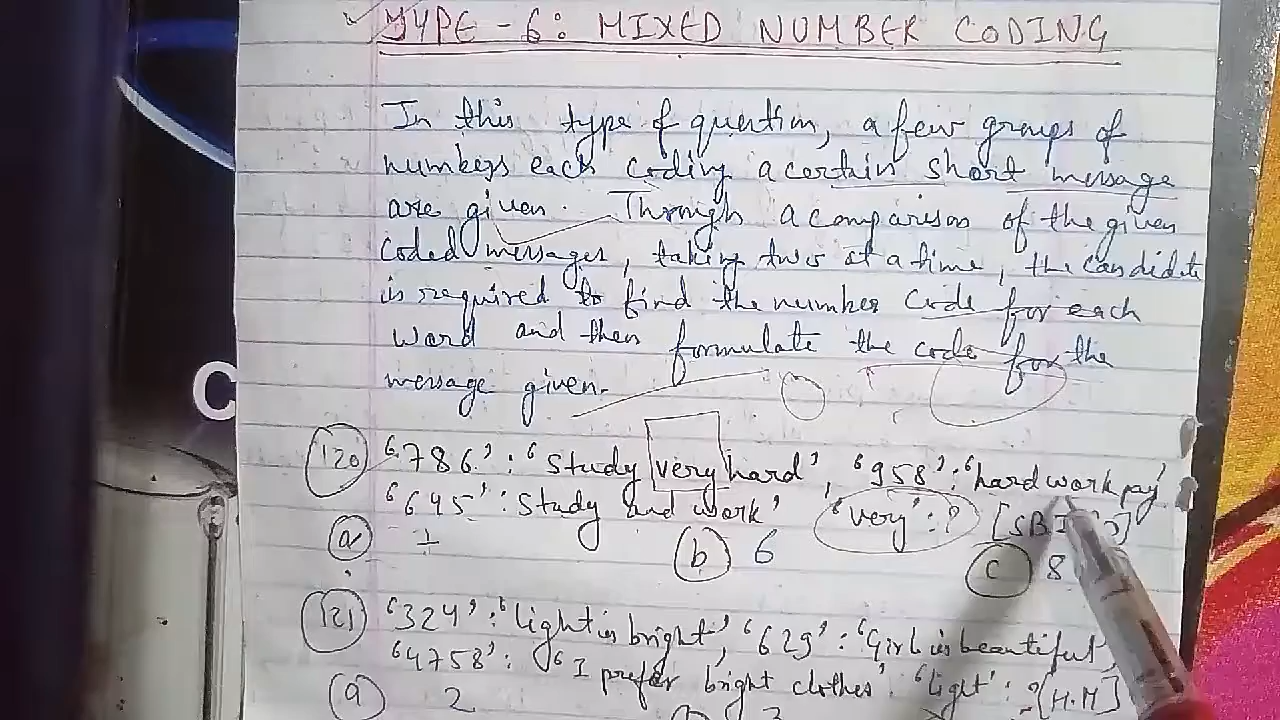 TYPE - 6: MIXED NUMBER CODING
In this type of question, a few groups of
numbers each coding a certain short message
are given. Through a comparison of the given
coded messages, taking two at a time, the candidate
is required to find the number code for each
word and then formulate the code for the
message given.
120 '786' : 'Study very hard', '958' : 'hard work pay'
'645' : Study and work' 'very' : ?
a 7 b 6 c 8
121 '324' : 'light is bright', '629' : 'Girl is beautiful,
'4758' : 'I prefer bright clothes'. 'light' : ? [H.M]
a 2
C